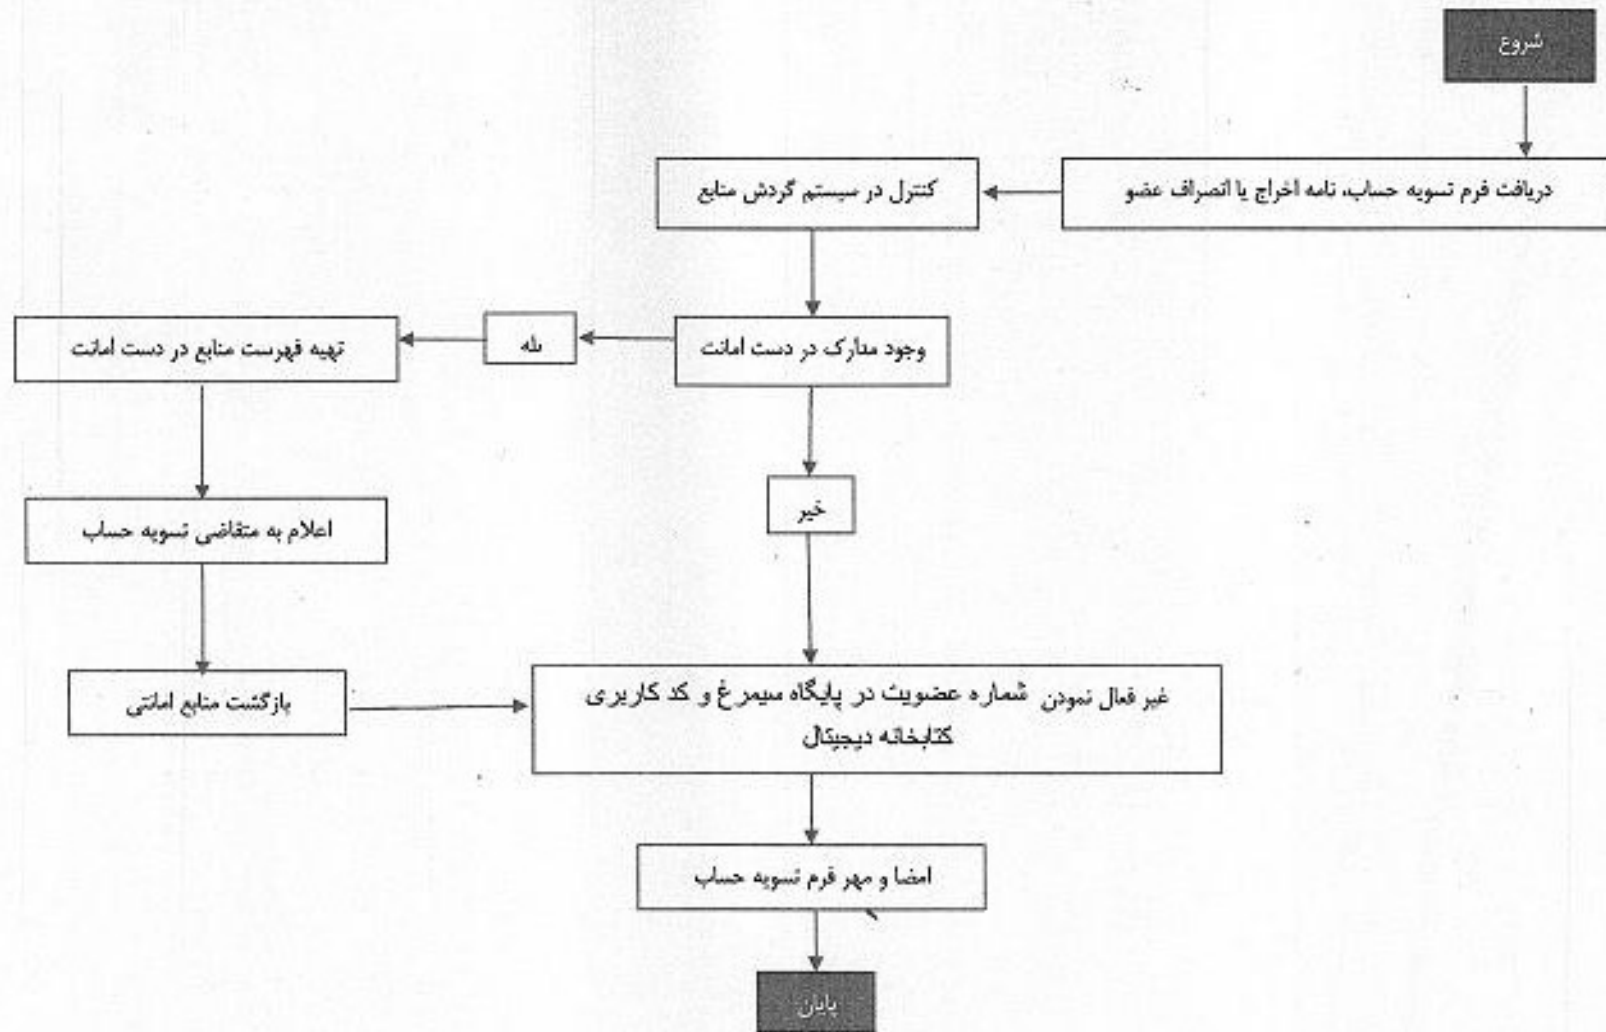 شروع
دریافت فرم تسویه حساب، نامه اخراج یا انصراف عضو
کنترل در سیستم گردش منابع
وجود مدارک در دست امانت
بله
تهیه فهرست منابع در دست امانت
خیر
اعلام به متقاضی تسویه حساب
بازگشت منابع امانتی
غیر فعال نمودن شماره عضویت در پایگاه سیمرغ و کد کاربری
کتابخانه دیجیتال
امضا و مهر فرم تسویه حساب
پایان